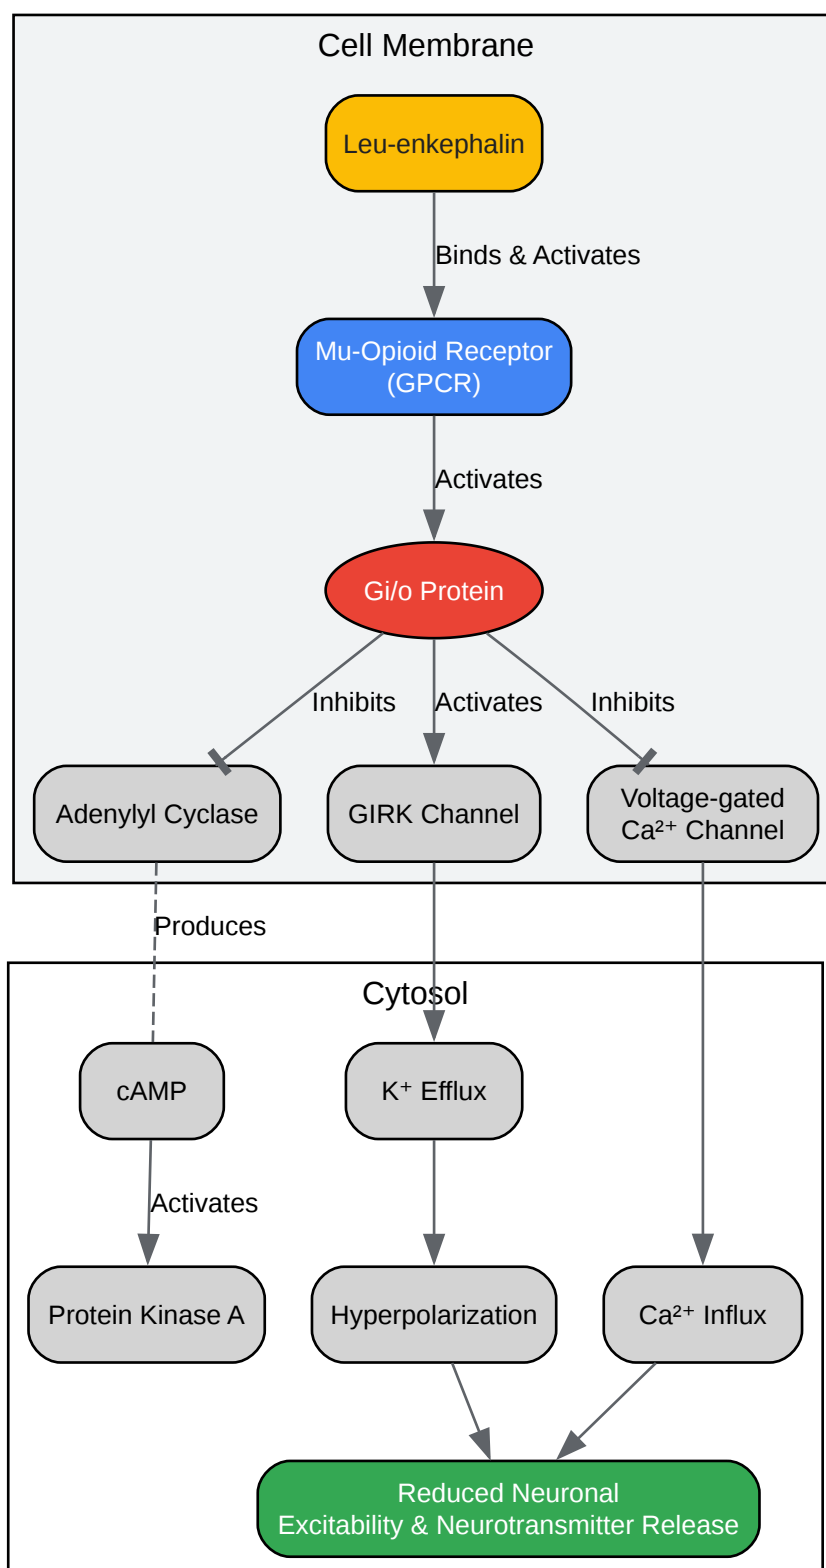 Cell Membrane
Leu-enkephalin
Binds & Activates
Mu-Opioid Receptor
(GPCR)
Activates
Gi/o Protein
Inhibits
Activates
Inhibits
Adenylyl Cyclase
GIRK Channel
Voltage-gated
Ca²⁺ Channel
Produces
Cytosol
cAMP
K⁺ Efflux
Activates
Protein Kinase A
Hyperpolarization
Ca²⁺ Influx
Reduced Neuronal
Excitability & Neurotransmitter Release